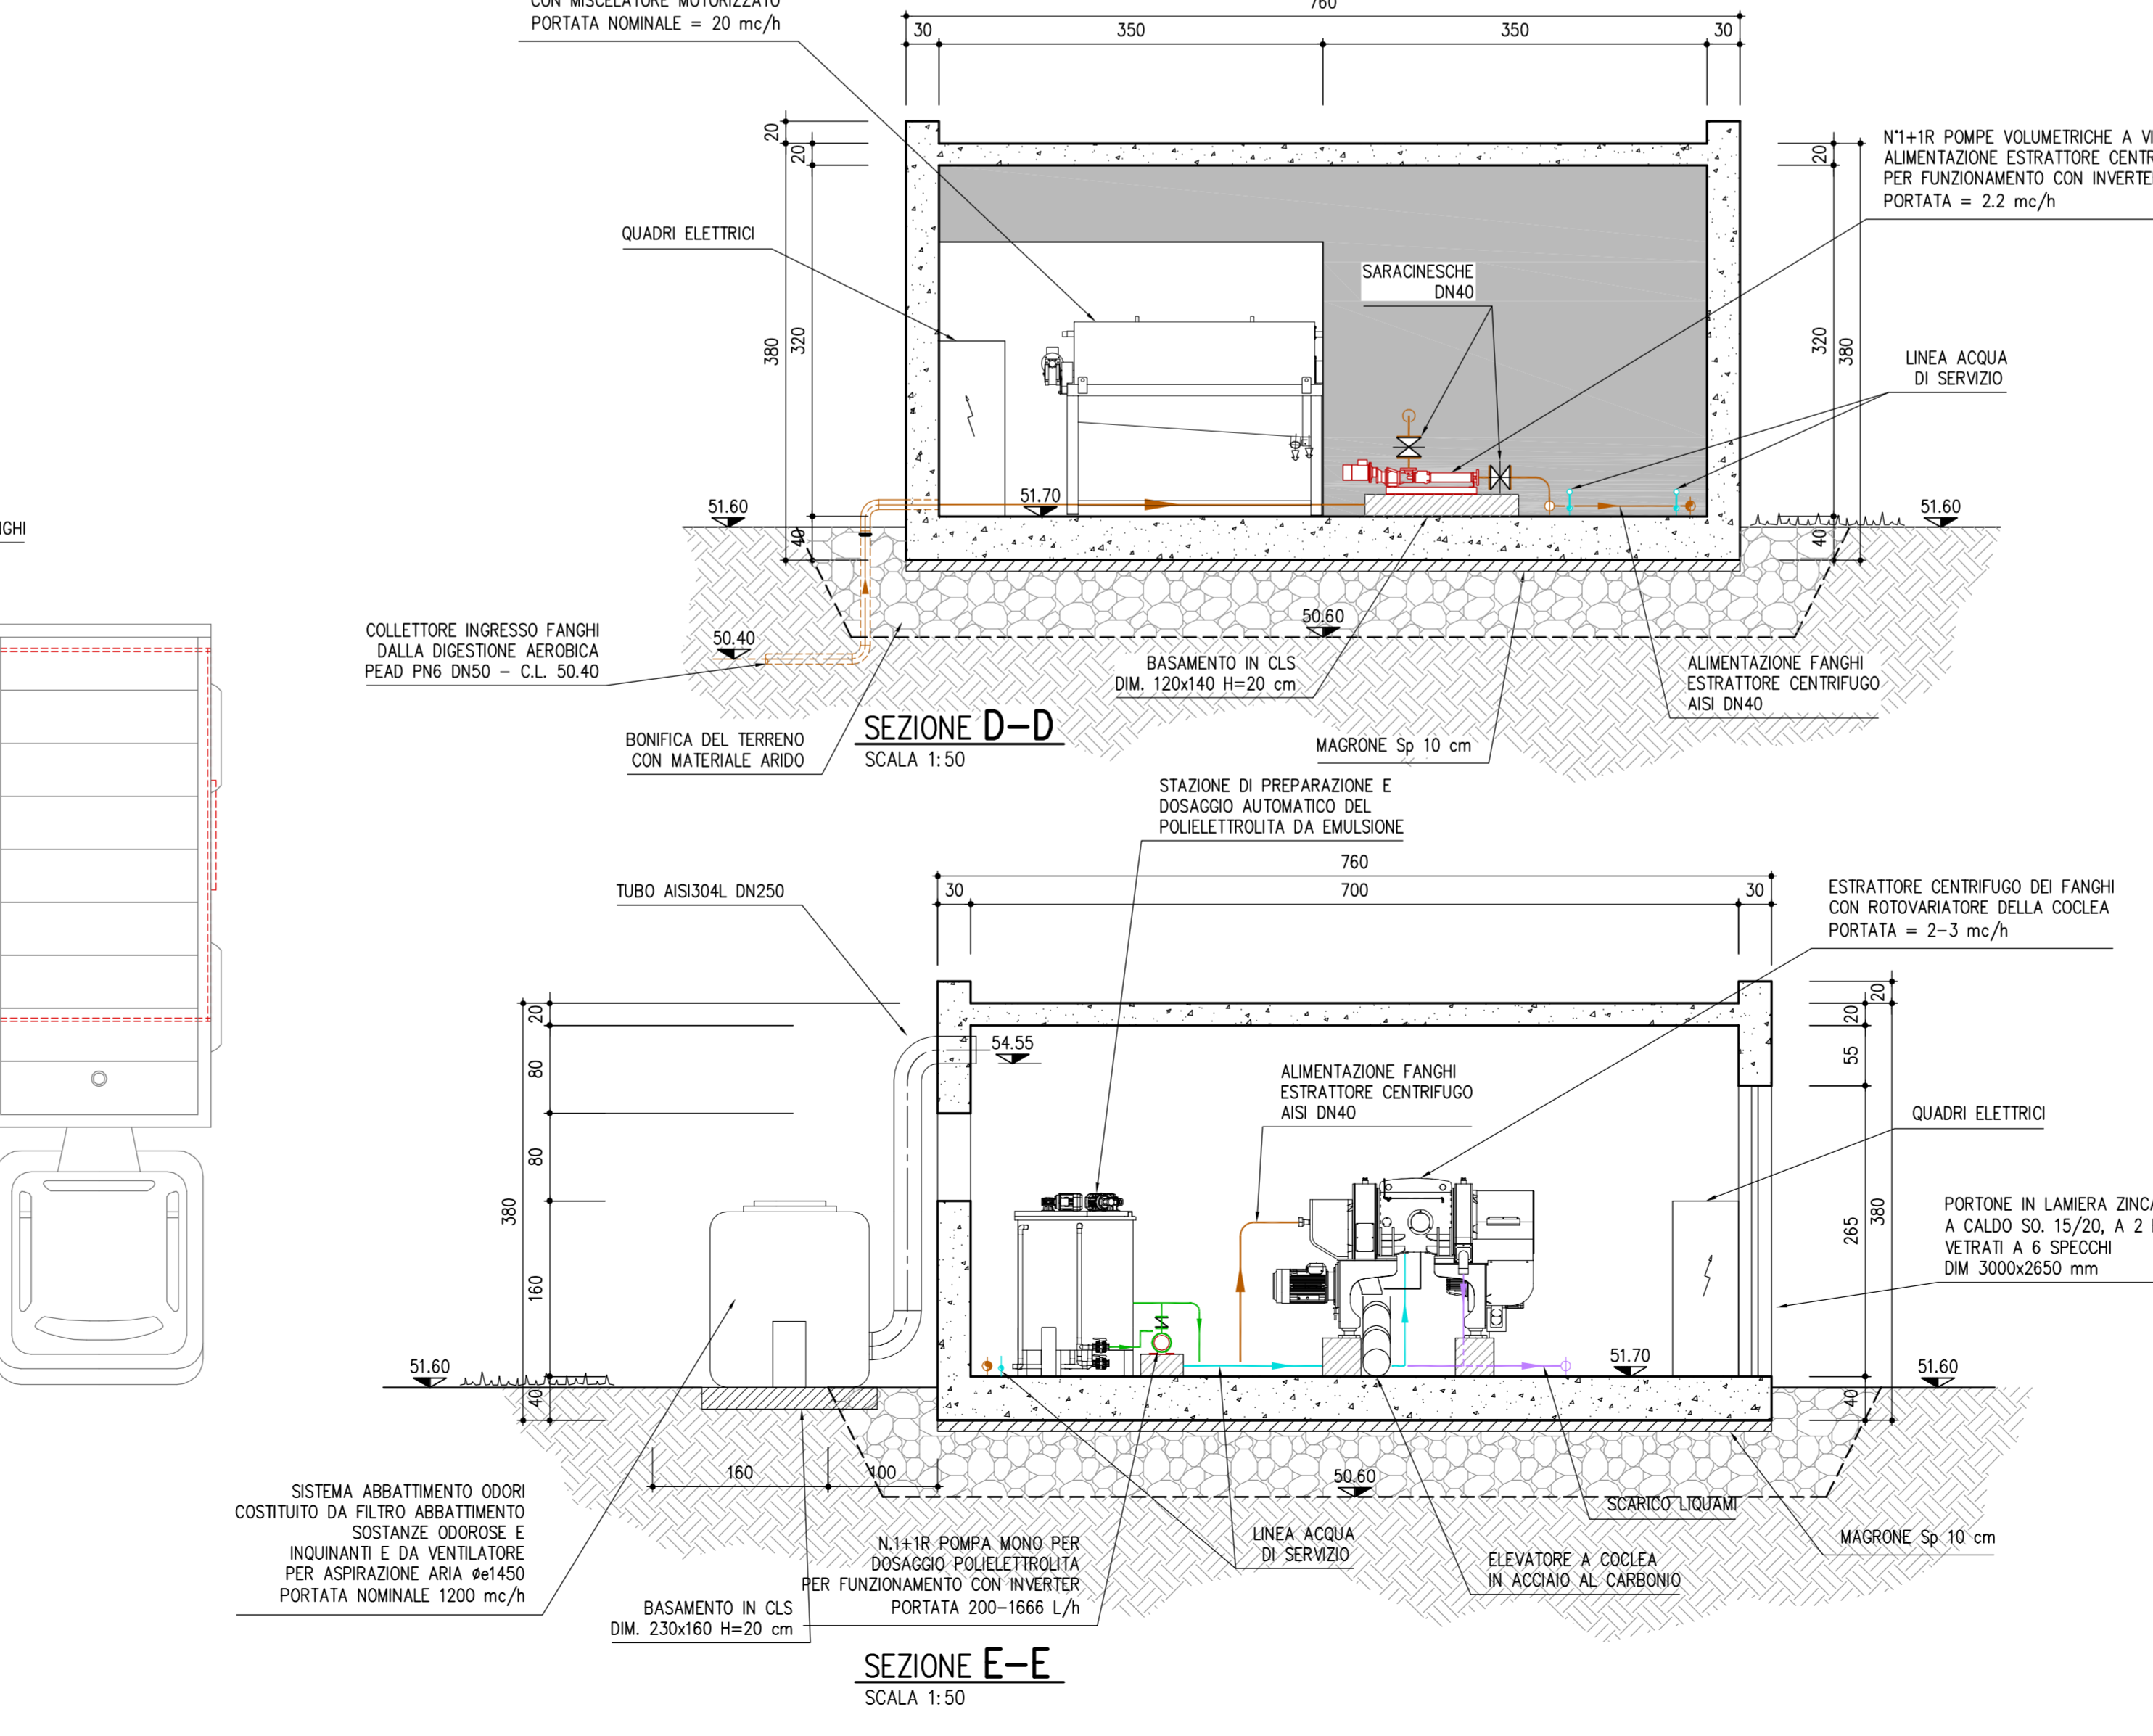 CON MISCELATORE MOTORIZZATO
PORTATA NOMINALE = 20 mc/h
760
30
350
350
30
20
20
380
320
40
20
320
380
40
N°1+1R POMPE VOLUMETRICHE A
ALIMENTAZIONE ESTRATTORE
PER FUNZIONAMENTO CON
PORTATA = 2.2 mc/h
QUADRI ELETTRICI
SARACINESCHE
DN40
LINEA ACQUA
DI SERVIZIO
51.60
51.70
51.60
50.40
50.60
COLLETTORE INGRESSO FANGHI
DALLA DIGESTIONE AEROBICA
PEAD PN6 DN50 – C.L. 50.40
BASAMENTO IN CLS
DIM. 120x140 H=20 cm
ALIMENTAZIONE FANGHI
ESTRATTORE CENTRIFUGO
AISI DN40
BONIFICA DEL TERRENO
CON MATERIALE ARIDO
MAGRONE Sp 10 cm
SEZIONE D–D
SCALA 1:50
STAZIONE DI PREPARAZIONE E
DOSAGGIO AUTOMATICO DEL
POLIELETTROLITA DA EMULSIONE
760
30
700
30
TUBO AISI304L DN250
ESTRATTORE CENTRIFUGO DEI FANGHI
CON ROTOVARIATORE DELLA COCLEA
PORTATA = 2–3 mc/h
20
80
80
160
40
380
20
20
55
265
40
380
54.55
ALIMENTAZIONE FANGHI
ESTRATTORE CENTRIFUGO
AISI DN40
QUADRI ELETTRICI
PORTONE IN LAMIERA
A CALDO SO. 15/20, A 2
VETRATI A 6 SPECCHI
DIM 3000x2650 mm
51.60
51.70
51.60
160
100
50.60
SISTEMA ABBATTIMENTO ODORI
COSTITUITO DA FILTRO ABBATTIMENTO
SOSTANZE ODOROSE E
INQUINANTI E DA VENTILATORE
PER ASPIRAZIONE ARIA øe1450
PORTATA NOMINALE 1200 mc/h
BASAMENTO IN CLS
DIM. 230x160 H=20 cm
N.1+1R POMPA MONO PER
DOSAGGIO POLIELETTROLITA
PER FUNZIONAMENTO CON INVERTER
PORTATA 200–1666 L/h
LINEA ACQUA
DI SERVIZIO
SCARICO LIQUAMI
ELEVATORE A COCLEA
IN ACCIAIO AL CARBONIO
MAGRONE Sp 10 cm
SEZIONE E–E
SCALA 1:50